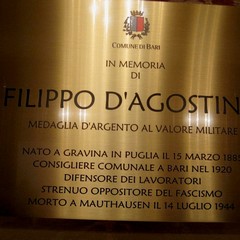 COMUNE DI BARI
IN MEMORIA
DI
FILIPPO D'AGOSTIN
MEDAGLIA D'ARGENTO AL VALORE MILITARE
NATO A GRAVINA IN PUGLIA IL 15 MARZO 1885
CONSIGLIERE COMUNALE A BARI NEL 1920
DIFENSORE DEI LAVORATORI
STRENUO OPPOSITORE DEL FASCISMO
MORTO A MAUTHAUSEN IL 14 LUGLIO 1944